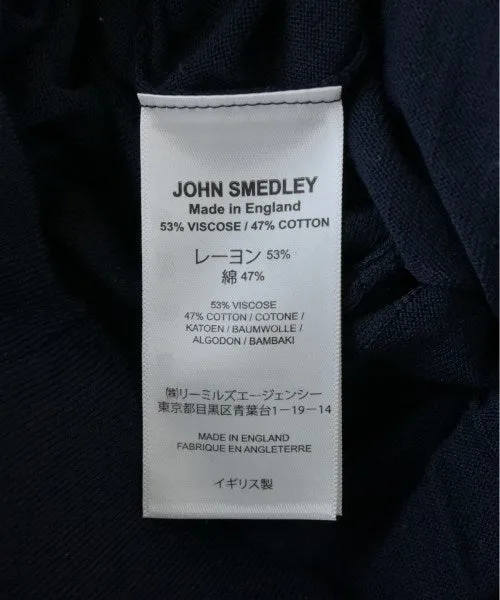 JOHN SMEDLEY
Made in England
53% VISCOSE / 47% COTTON
レーヨン 53%
綿 47%
53% VISCOSE
47% COTTON / COTONE /
KATOEN / BAUMWOLLE /
ALGODON / BAMBAKI
㈱リーミルズエージェンシー
東京都目黒区青葉台1-19-14
MADE IN ENGLAND
FABRIQUE EN ANGLETERRE
イギリス製